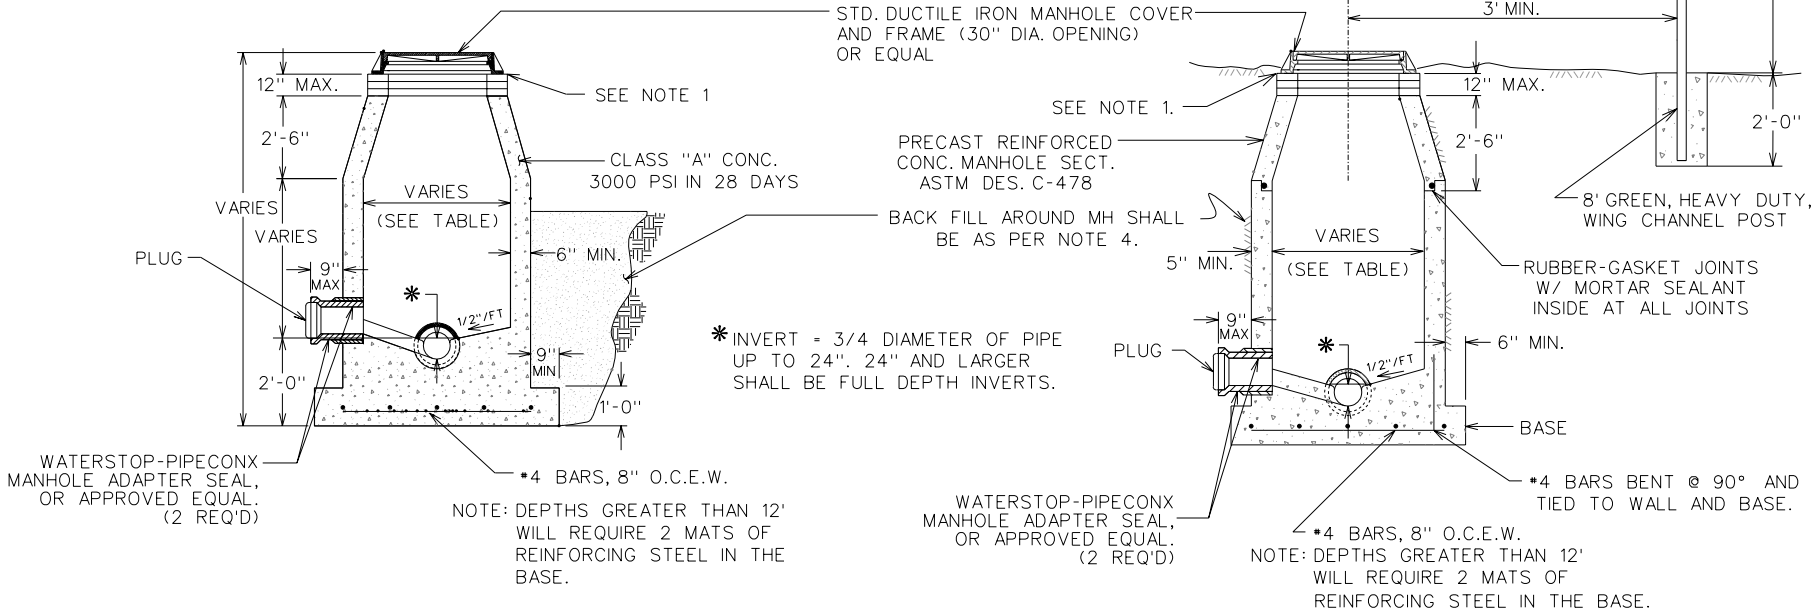 STD. DUCTILE IRON MANHOLE COVER
AND FRAME (30" DIA. OPENING)
OR EQUAL
3' MIN.
12" MAX.
SEE NOTE 1
2'-6"
CLASS "A" CONC.
3000 PSI IN 28 DAYS
VARIES
(SEE TABLE)
VARIES
VARIES
BACK FILL AROUND MH SHALL
BE AS PER NOTE 4.
PLUG
9"
MAX
6" MIN.
*
1/2"/FT
* INVERT = 3/4 DIAMETER OF PIPE
UP TO 24". 24" AND LARGER
SHALL BE FULL DEPTH INVERTS.
9"
MIN
2'-0"
1'-0"
WATERSTOP-PIPECONX
MANHOLE ADAPTER SEAL,
OR APPROVED EQUAL.
(2 REQ'D)
#4 BARS, 8" O.C.E.W.
NOTE: DEPTHS GREATER THAN 12'
WILL REQUIRE 2 MATS OF
REINFORCING STEEL IN THE
BASE.
SEE NOTE 1.
12" MAX.
PRECAST REINFORCED
CONC. MANHOLE SECT.
ASTM DES. C-478
2'-6"
2'-0"
8' GREEN, HEAVY DUTY,
WING CHANNEL POST
VARIES
(SEE TABLE)
5" MIN.
RUBBER-GASKET JOINTS
W/ MORTAR SEALANT
INSIDE AT ALL JOINTS
9"
MAX
PLUG
*
1/2"/FT
6" MIN.
BASE
#4 BARS BENT @ 90° AND
TIED TO WALL AND BASE.
WATERSTOP-PIPECONX
MANHOLE ADAPTER SEAL,
OR APPROVED EQUAL.
(2 REQ'D)
#4 BARS, 8" O.C.E.W.
NOTE: DEPTHS GREATER THAN 12'
WILL REQUIRE 2 MATS OF
REINFORCING STEEL IN THE BASE.